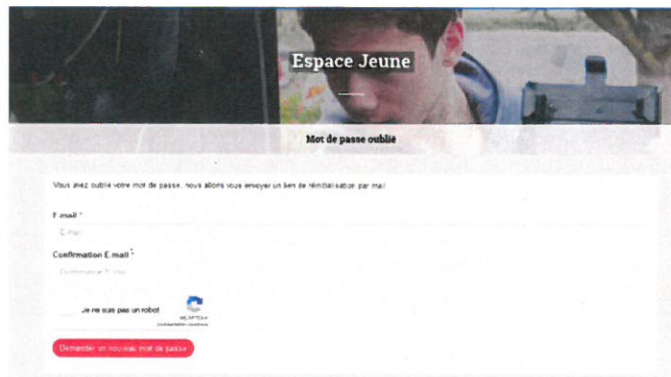 Espace Jeune
Mot de passe oublié
Vous avez oublié votre mot de passe, nous allons vous envoyer un lien de réinitialisation par mail
E-mail *
E-mail
Confirmation E-mail *
Confirmation E-mail
Je ne suis pas un robot
reCAPTCHA
Demander un nouveau mot de passe